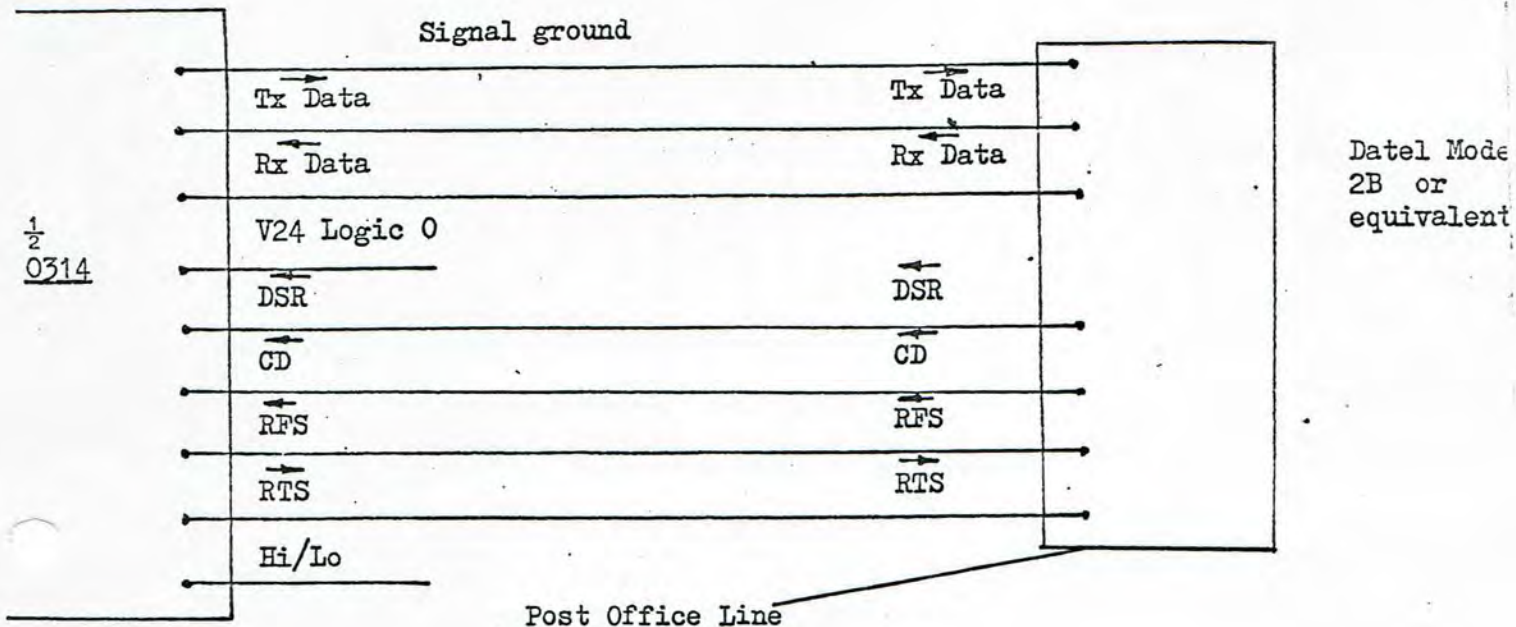 Signal ground
Tx Data Tx Data
Rx Data Rx Data
Datel Mode
2B or
equivalent
½
0314
V24 Logic 0
DSR DSR
CD CD
RFS RFS
RTS RTS
Hi/Lo
Post Office Line